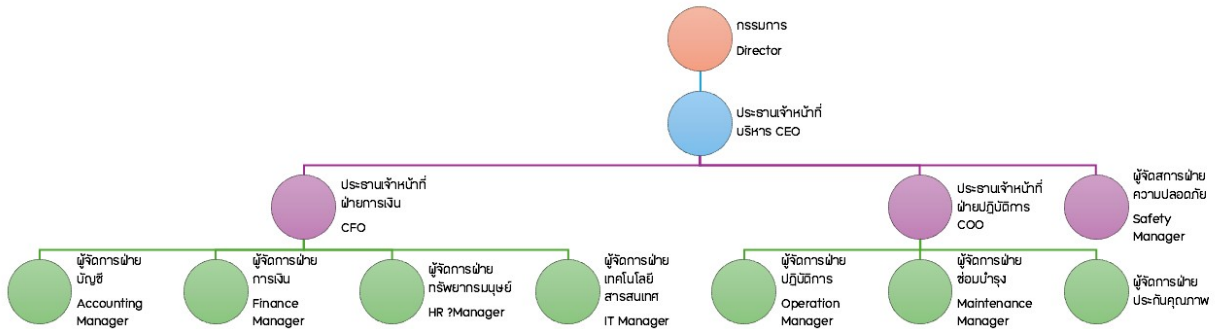 กรรมการ
Director
ประธานเจ้าหน้าที่
บริหาร CEO
ประธานเจ้าหน้าที่
ฝ่ายการเงิน
CFO
ประธานเจ้าหน้าที่
ฝ่ายปฏิบัติการ
COO
ผู้จัดสการฝ่าย
ความปลอดภัย
Safety
Manager
ผู้จัดการฝ่าย
บัญชี
Accounting
Manager
ผู้จัดการฝ่าย
การเงิน
Finance
Manager
ผู้จัดการฝ่าย
ทรัพยากรมนุษย์
HR ?Manager
ผู้จัดการฝ่าย
เทคโนโลยี
สารสนเทศ
IT Manager
ผู้จัดการฝ่าย
ปฏิบัติการ
Operation
Manager
ผู้จัดการฝ่าย
ซ่อมบำรุง
Maintenance
Manager
ผู้จัดการฝ่าย
ประกันคุณภาพ